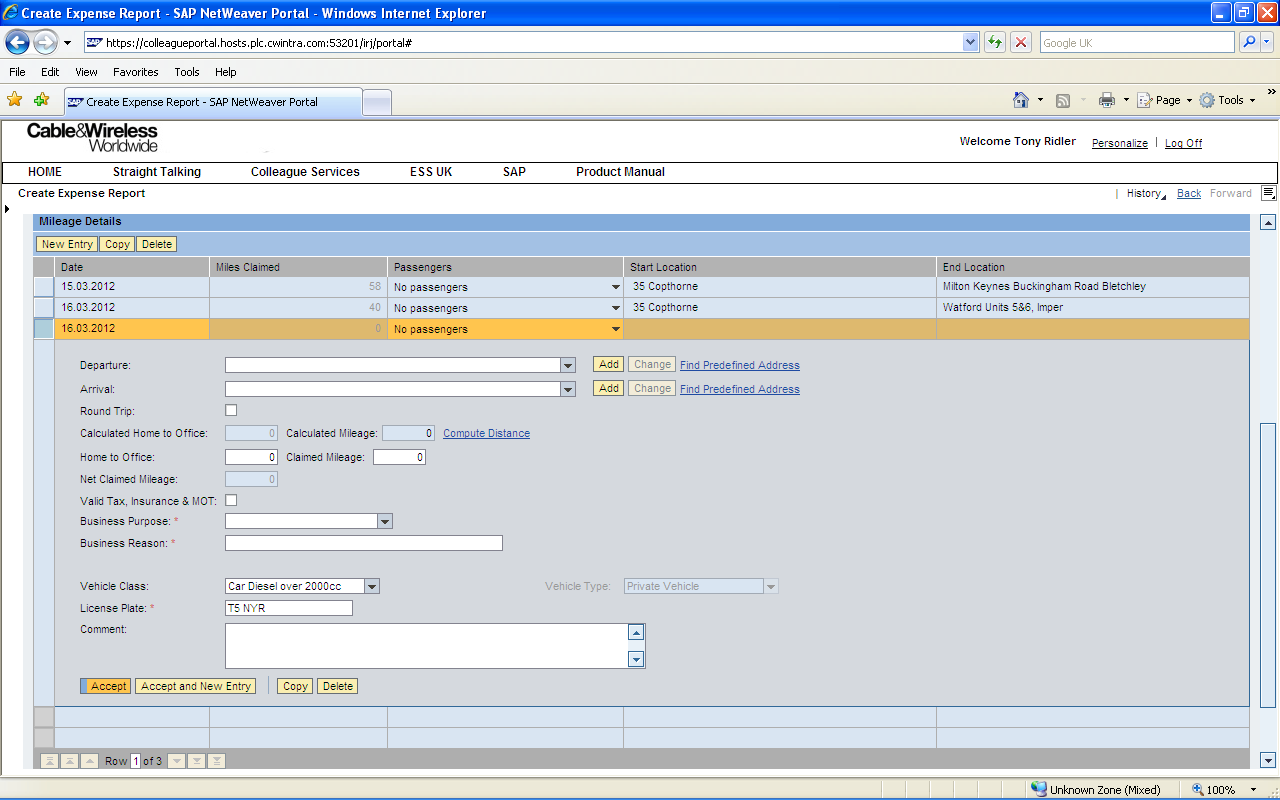 Create Expense Report - SAP NetWeaver Portal - Windows Internet Explorer
https://colleagueportal.hosts.plc.cwintra.com:53201/irj/portal#
Google UK
File Edit View Favorites Tools Help
SAP Create Expense Report - SAP NetWeaver Portal
Page Tools
Cable&Wireless
Worldwide
Welcome Tony Ridler Personalize | Log Off
HOME Straight Talking Colleague Services ESS UK SAP Product Manual
Create Expense Report
| History Back Forward
Mileage Details
New Entry Copy Delete
Date Miles Claimed Passengers Start Location End Location
15.03.2012 58 No passengers 35 Copthorne Milton Keynes Buckingham Road Bletchley
16.03.2012 40 No passengers 35 Copthorne Watford Units 5&6, Imper
16.03.2012 0 No passengers
Departure: Add Change Find Predefined Address
Arrival: Add Change Find Predefined Address
Round Trip:
Calculated Home to Office: 0 Calculated Mileage: 0 Compute Distance
Home to Office: 0 Claimed Mileage: 0
Net Claimed Mileage: 0
Valid Tax, Insurance & MOT:
Business Purpose: *
Business Reason: *
Vehicle Class: Car Diesel over 2000cc Vehicle Type: Private Vehicle
License Plate: * T5 NYR
Comment:
Accept Accept and New Entry Copy Delete
Row 1 of 3
Unknown Zone (Mixed) 100%